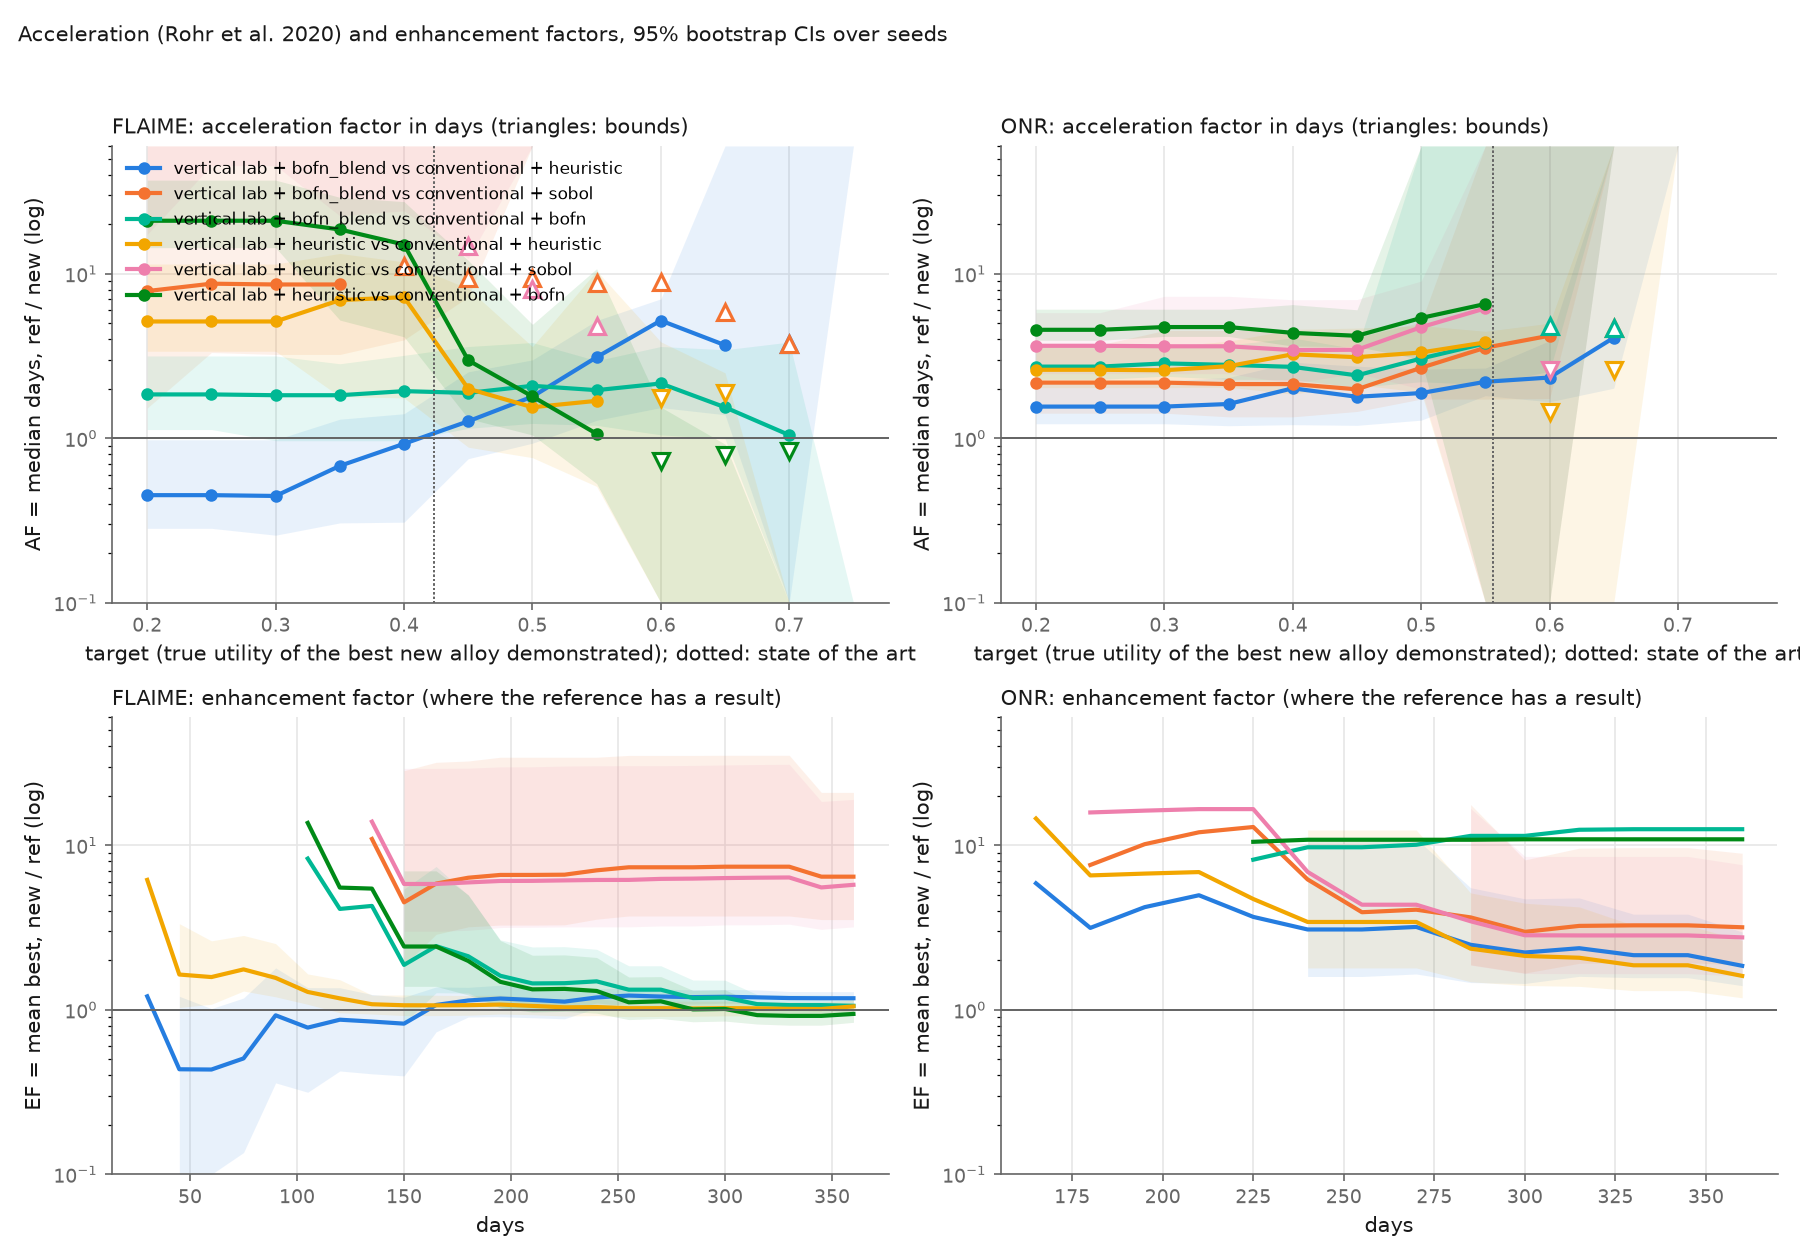 Acceleration (Rohr et al. 2020) and enhancement factors, 95% bootstrap CIs over seeds
FLAIME: acceleration factor in days (triangles: bounds)
AF = median days, ref / new (log)
10¹
10⁰
10⁻¹
vertical lab + bofn_blend vs conventional + heuristic
vertical lab + bofn_blend vs conventional + sobol
vertical lab + bofn_blend vs conventional + bofn
vertical lab + heuristic vs conventional + heuristic
vertical lab + heuristic vs conventional + sobol
vertical lab + heuristic vs conventional + bofn
0.2 0.3 0.4 0.5 0.6 0.7
target (true utility of the best new alloy demonstrated); dotted: state of the art
ONR: acceleration factor in days (triangles: bounds)
AF = median days, ref / new (log)
10¹
10⁰
10⁻¹
0.2 0.3 0.4 0.5 0.6 0.7
target (true utility of the best new alloy demonstrated); dotted: state of the art
FLAIME: enhancement factor (where the reference has a result)
EF = mean best, new / ref (log)
10¹
10⁰
10⁻¹
50 100 150 200 250 300 350
days
ONR: enhancement factor (where the reference has a result)
EF = mean best, new / ref (log)
10¹
10⁰
10⁻¹
175 200 225 250 275 300 325 350
days